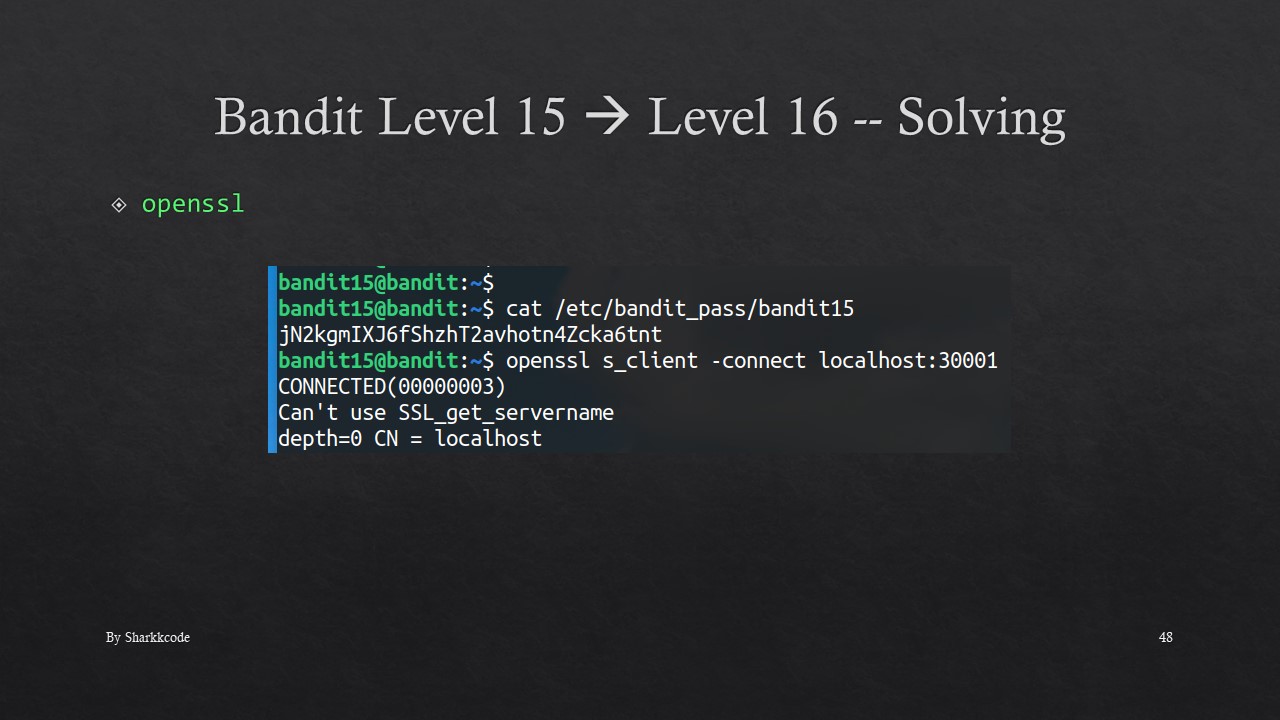 Bandit Level 15 → Level 16 -- Solving
openssl
bandit15@bandit:~$
bandit15@bandit:~$ cat /etc/bandit_pass/bandit15
jN2kgmIXJ6fShzhT2avhotn4Zcka6tnt
bandit15@bandit:~$ openssl s_client -connect localhost:30001
CONNECTED(00000003)
Can't use SSL_get_servername
depth=0 CN = localhost
By Sharkkcode
48